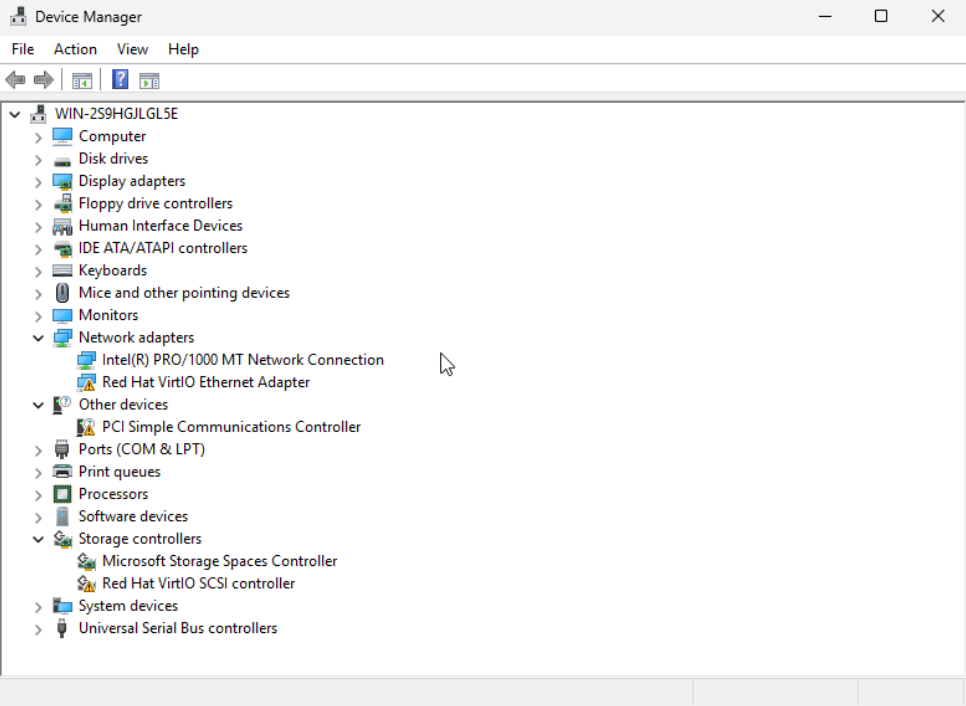 Device Manager
File Action View Help
WIN-2S9HGJLGL5E
Computer
Disk drives
Display adapters
Floppy drive controllers
Human Interface Devices
IDE ATA/ATAPI controllers
Keyboards
Mice and other pointing devices
Monitors
Network adapters
Intel(R) PRO/1000 MT Network Connection
Red Hat VirtIO Ethernet Adapter
Other devices
PCI Simple Communications Controller
Ports (COM & LPT)
Print queues
Processors
Software devices
Storage controllers
Microsoft Storage Spaces Controller
Red Hat VirtIO SCSI controller
System devices
Universal Serial Bus controllers